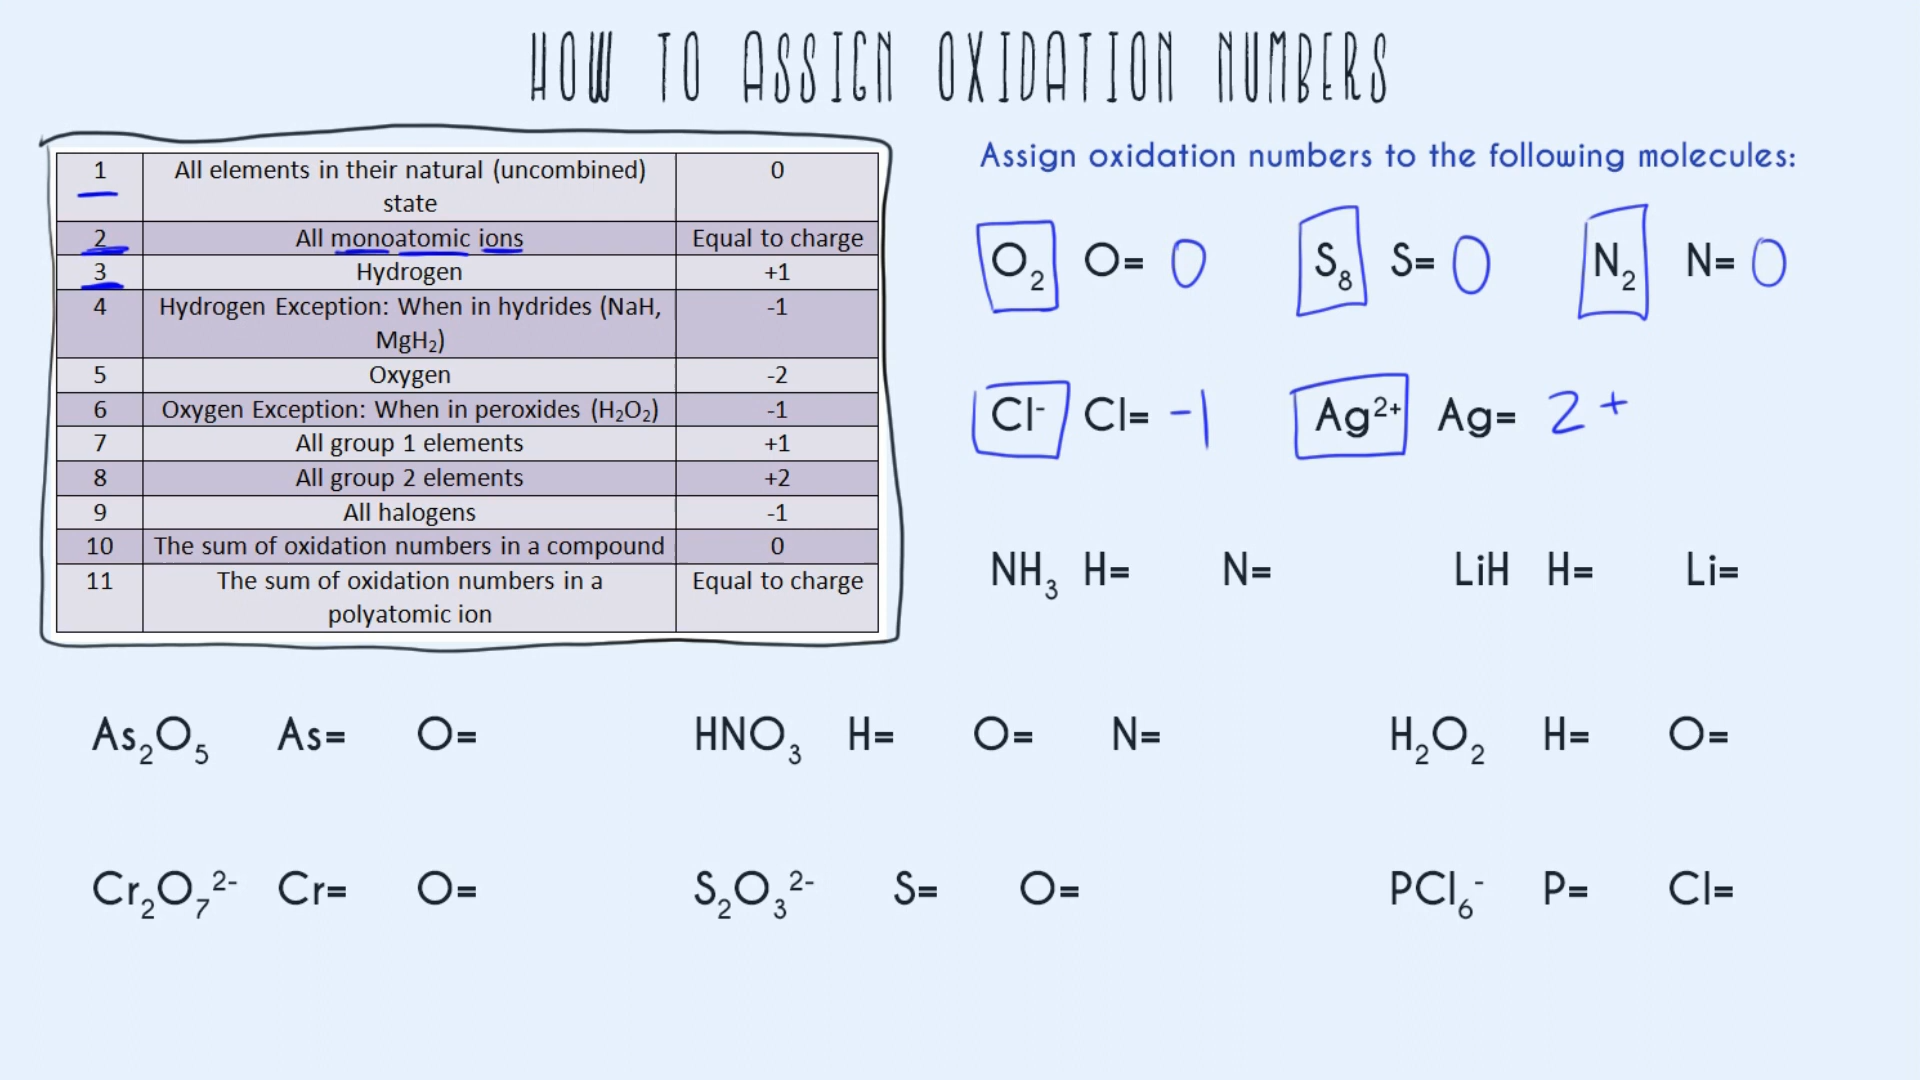 HOW TO ASSIGN OXIDATION NUMBERS
1 All elements in their natural (uncombined) state 0
2 All monoatomic ions Equal to charge
3 Hydrogen +1
4 Hydrogen Exception: When in hydrides (NaH, MgH₂) -1
5 Oxygen -2
6 Oxygen Exception: When in peroxides (H₂O₂) -1
7 All group 1 elements +1
8 All group 2 elements +2
9 All halogens -1
10 The sum of oxidation numbers in a compound 0
11 The sum of oxidation numbers in a polyatomic ion Equal to charge
Assign oxidation numbers to the following molecules:
O₂ O= 0 S₈ S= 0 N₂ N= 0
Cl⁻ Cl= -1 Ag²⁺ Ag= 2+
NH₃ H= N= LiH H= Li=
As₂O₅ As= O= HNO₃ H= O= N= H₂O₂ H= O=
Cr₂O₇²⁻ Cr= O= S₂O₃²⁻ S= O= PCl₆⁻ P= Cl=